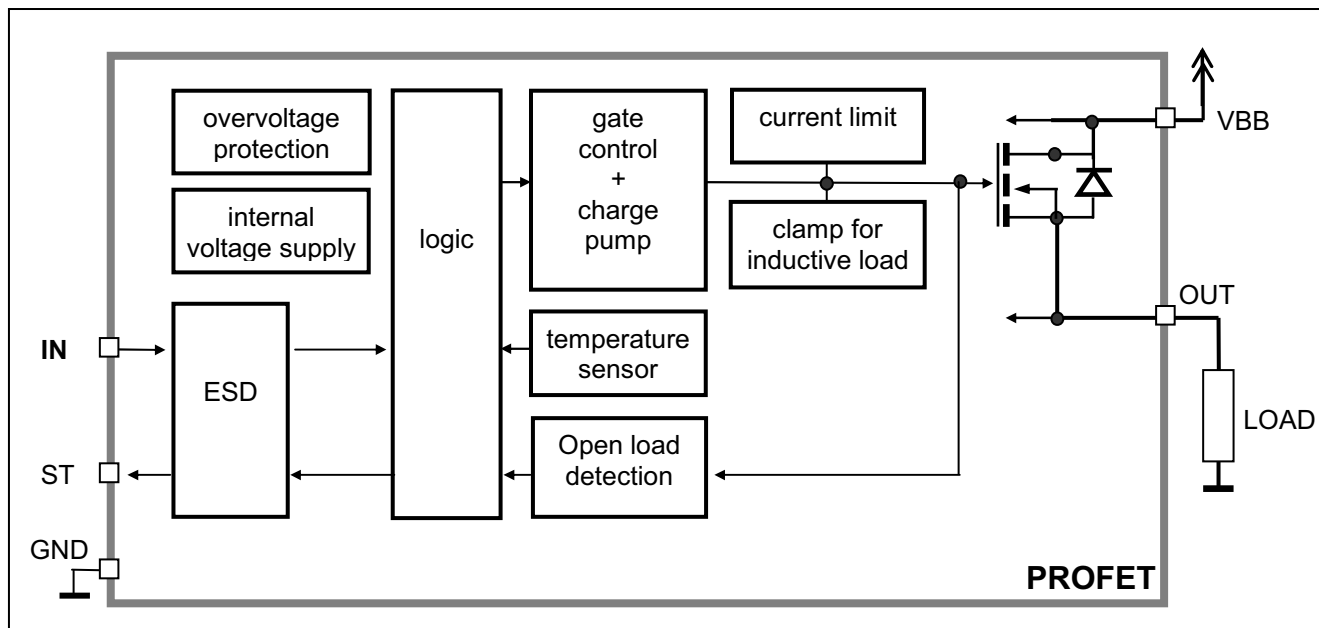 overvoltage
protection
internal
voltage supply
logic
gate
control
+
charge
pump
current limit
clamp for
inductive load
VBB
OUT
LOAD
IN
ESD
temperature
sensor
ST
Open load
detection
GND
PROFET